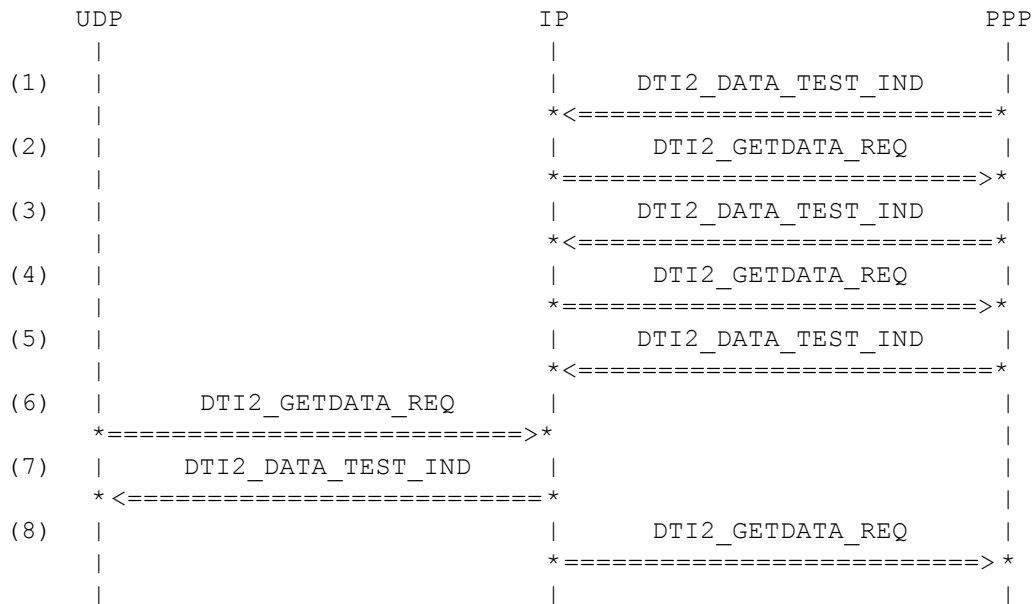 UDP IP PPP
| | |
(1) | | DTI2_DATA_TEST_IND |
| *<==========================*
(2) | | DTI2_GETDATA_REQ |
| *==========================>*
(3) | | DTI2_DATA_TEST_IND |
| *<==========================*
(4) | | DTI2_GETDATA_REQ |
| *==========================>*
(5) | | DTI2_DATA_TEST_IND |
| *<==========================*
(6) | DTI2_GETDATA_REQ | |
*==========================>* |
(7) | DTI2_DATA_TEST_IND | |
*<==========================* |
(8) | | DTI2_GETDATA_REQ |
| *==========================>*
| | |